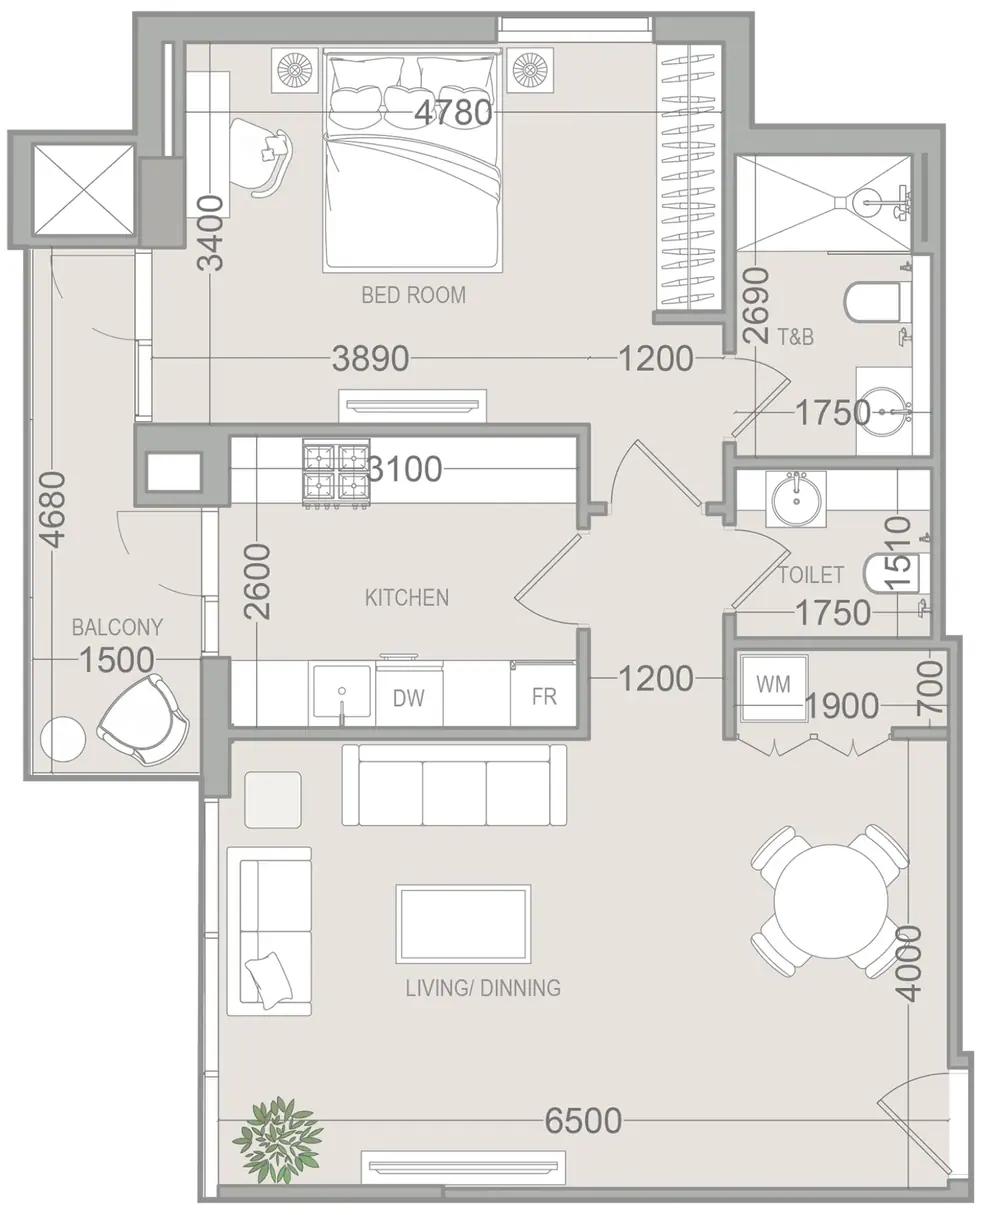 4780
3400
BED ROOM
2690
T&B
3890
1200
1750
3100
4680
2600
1510
KITCHEN
TOILET
1750
BALCONY
1500
1200
WM
700
DW
FR
1900
4000
LIVING/ DINNING
6500